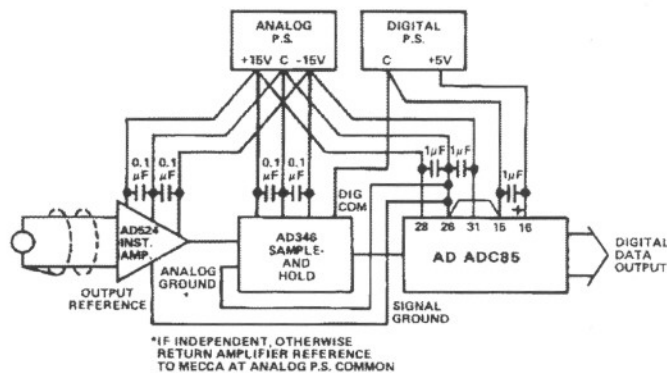 ANALOG
P.S.
+15V C -15V
DIGITAL
P.S.
C +5V
0.1
µF
0.1
µF
0.1
µF
0.1
µF
1µF
1µF
1µF
DIG
COM
+
28 26 31 15 16
AD524
INST.
AMP.
AD346
SAMPLE-
AND
HOLD
AD ADC85
DIGITAL
DATA
OUTPUT
ANALOG
GROUND
*
OUTPUT
REFERENCE
SIGNAL
GROUND
*IF INDEPENDENT, OTHERWISE
RETURN AMPLIFIER REFERENCE
TO MECCA AT ANALOG P.S. COMMON